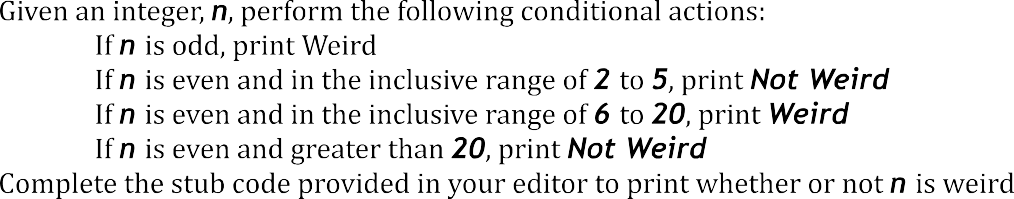 Given an integer, n, perform the following conditional actions:
If n is odd, print Weird
If n is even and in the inclusive range of 2 to 5, print Not Weird
If n is even and in the inclusive range of 6 to 20, print Weird
If n is even and greater than 20, print Not Weird
Complete the stub code provided in your editor to print whether or not n is weird